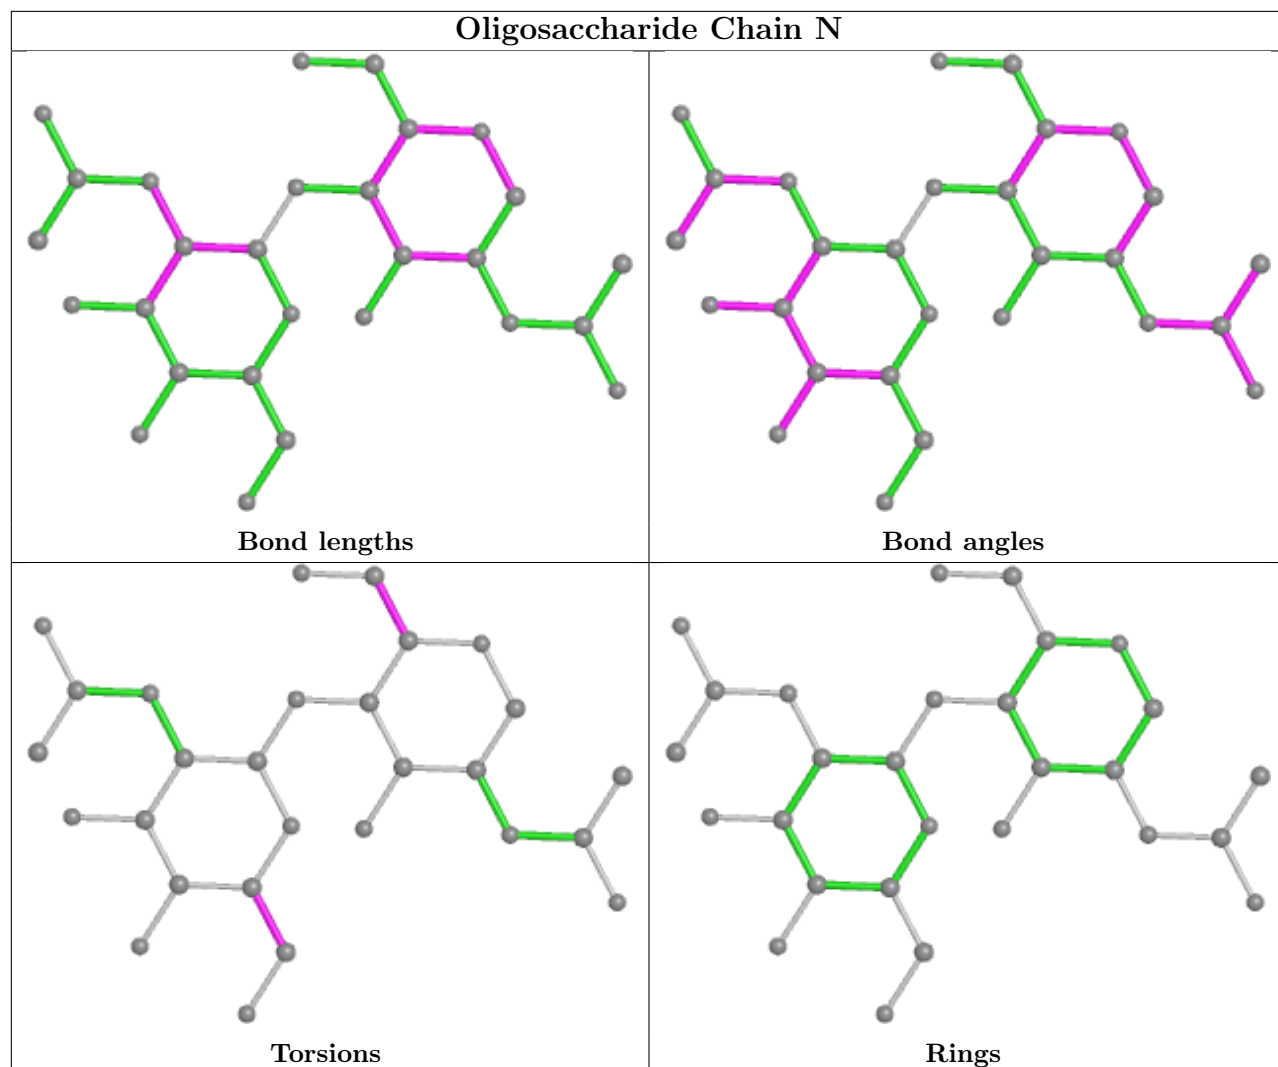 Oligosaccharide Chain N
Bond lengths
Bond angles
Torsions
Rings